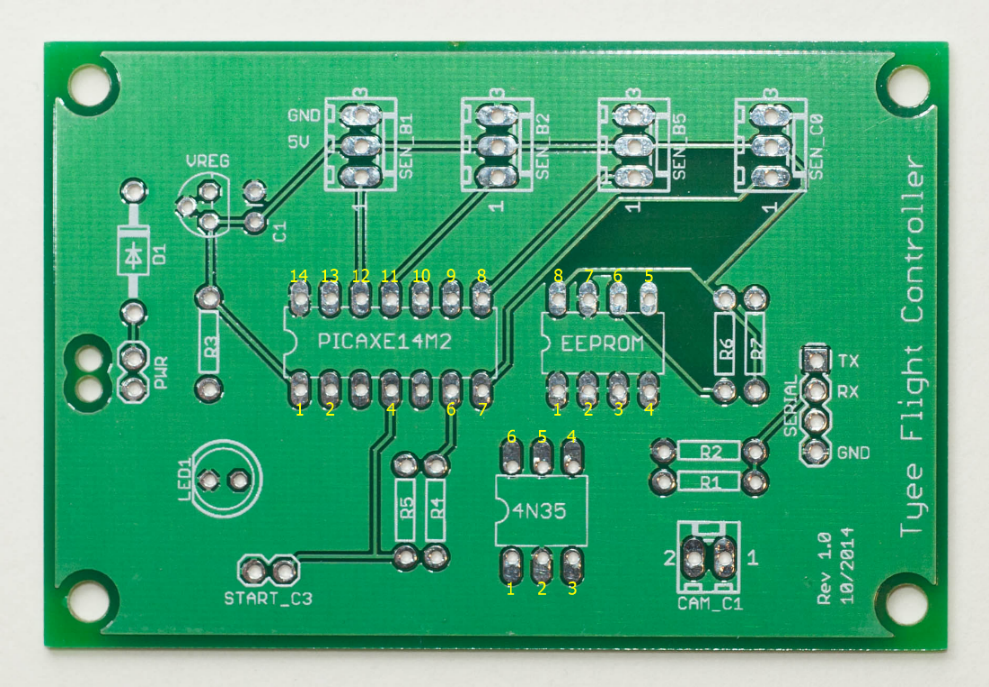 3
3
3
3
GND
5V
SEN_B1
SEN_B2
SEN_B5
SEN_C0
1
1
1
1
VREG
C1
D1
14 13 12 11 10 9 8
PICAXE14M2
1 2 4 6 7
8 7 6 5
EEPROM
1 2 3 4
R3
R6
R7
PWR
TX
RX
SERIAL
GND
R2
R1
LED1
R5
R4
6 5 4
4N35
1 2 3
START_C3
2
1
CAM_C1
Rev 1.0
10/2014
Tyee Flight Controller